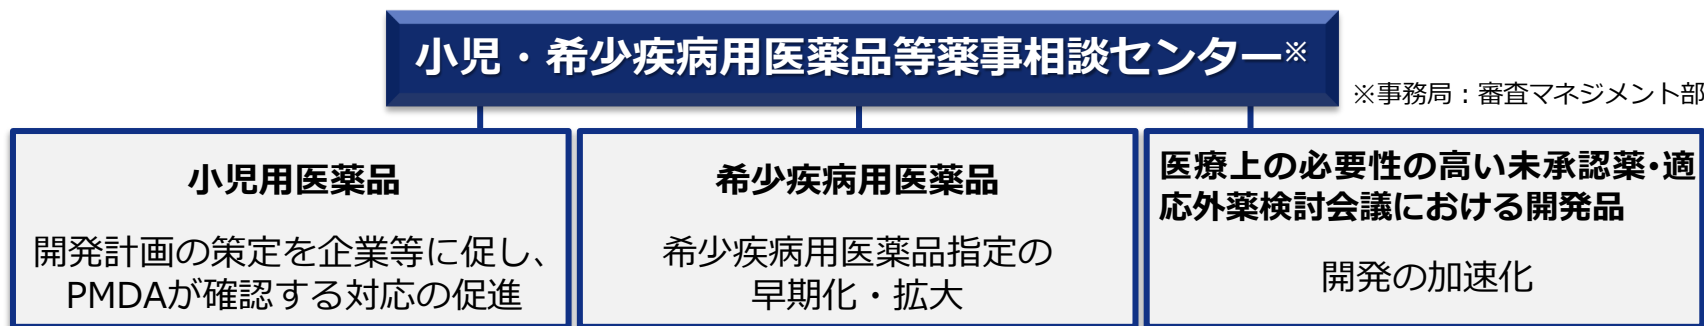 小児・希少疾病用医薬品等薬事相談センター※
※事務局：審査マネジメント部
小児用医薬品
開発計画の策定を企業等に促し、
PMDAが確認する対応の促進
希少疾病用医薬品
希少疾病用医薬品指定の
早期化・拡大
医療上の必要性の高い未承認薬・適
応外薬検討会議における開発品
開発の加速化